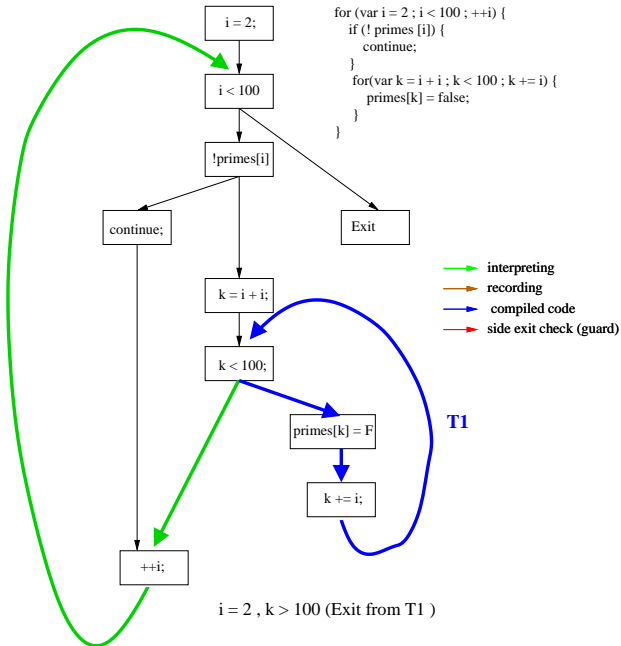 i = 2;
for (var i = 2 ; i < 100 ; ++i) {
if (! primes [i]) {
continue;
}
for(var k = i + i ; k < 100 ; k += i) {
primes[k] = false;
}
}
i < 100
!primes[i]
continue;
Exit
interpreting
recording
compiled code
side exit check (guard)
k = i + i;
k < 100;
T1
primes[k] = F
k += i;
++i;
i = 2 , k > 100 (Exit from T1 )